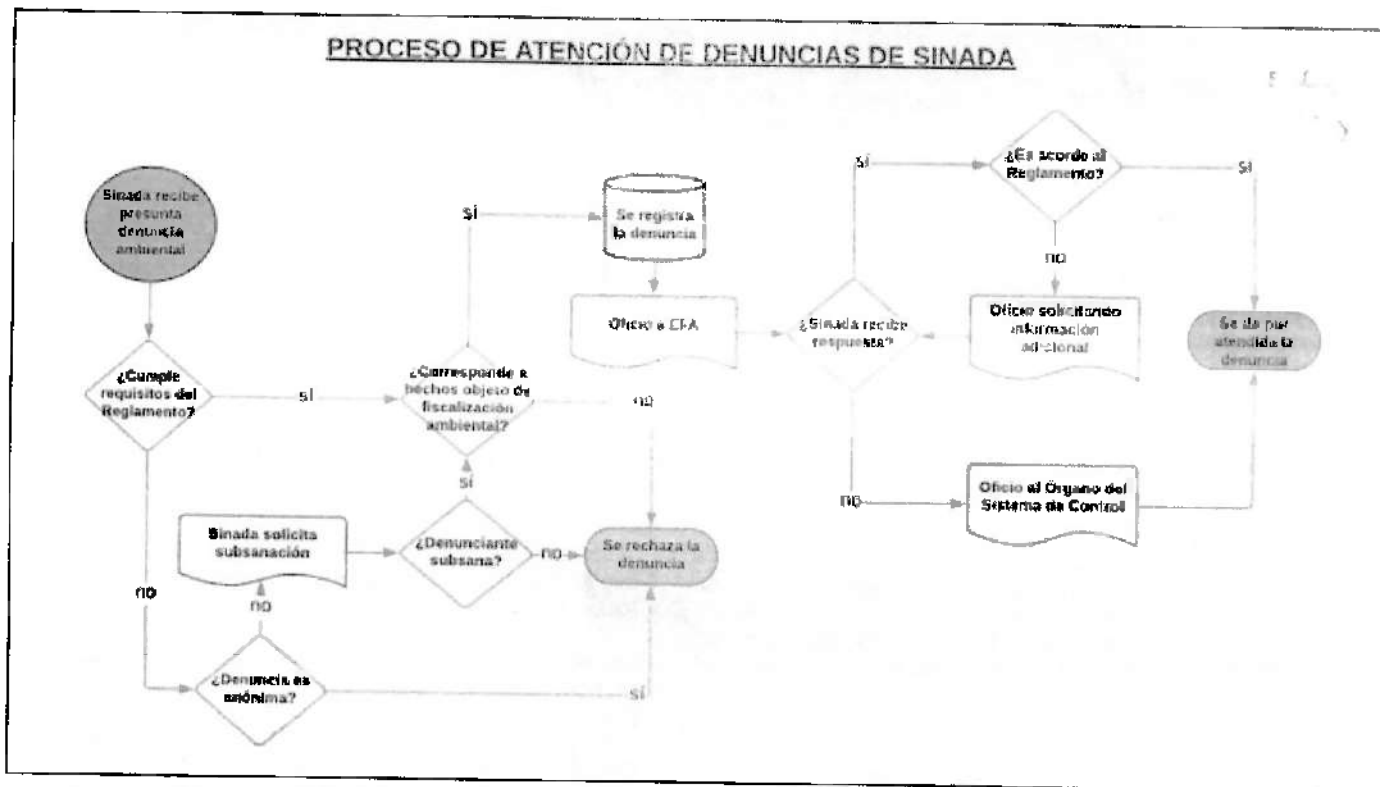 PROCESO DE ATENCIÓN DE DENUNCIAS DE SINADA
Sinada recibe
presunta
denuncia
ambiental
¿Cumple
requisitos del
Reglamento?
sí
no
¿Denuncia es
anónima?
no
sí
Sinada solicita
subsanación
¿Denunciante
subsana?
sí
no
¿Corresponde a
hechos objeto de
fiscalización
ambiental?
sí
no
Se rechaza la
denuncia
Se registra
la denuncia
Oficio a EFA
¿Sinada recibe
respuesta?
sí
no
¿Es acorde al
Reglamento?
sí
no
Oficio solicitando
información
adicional
Oficio al Órgano del
Sistema de Control
Se da por
atendida la
denuncia